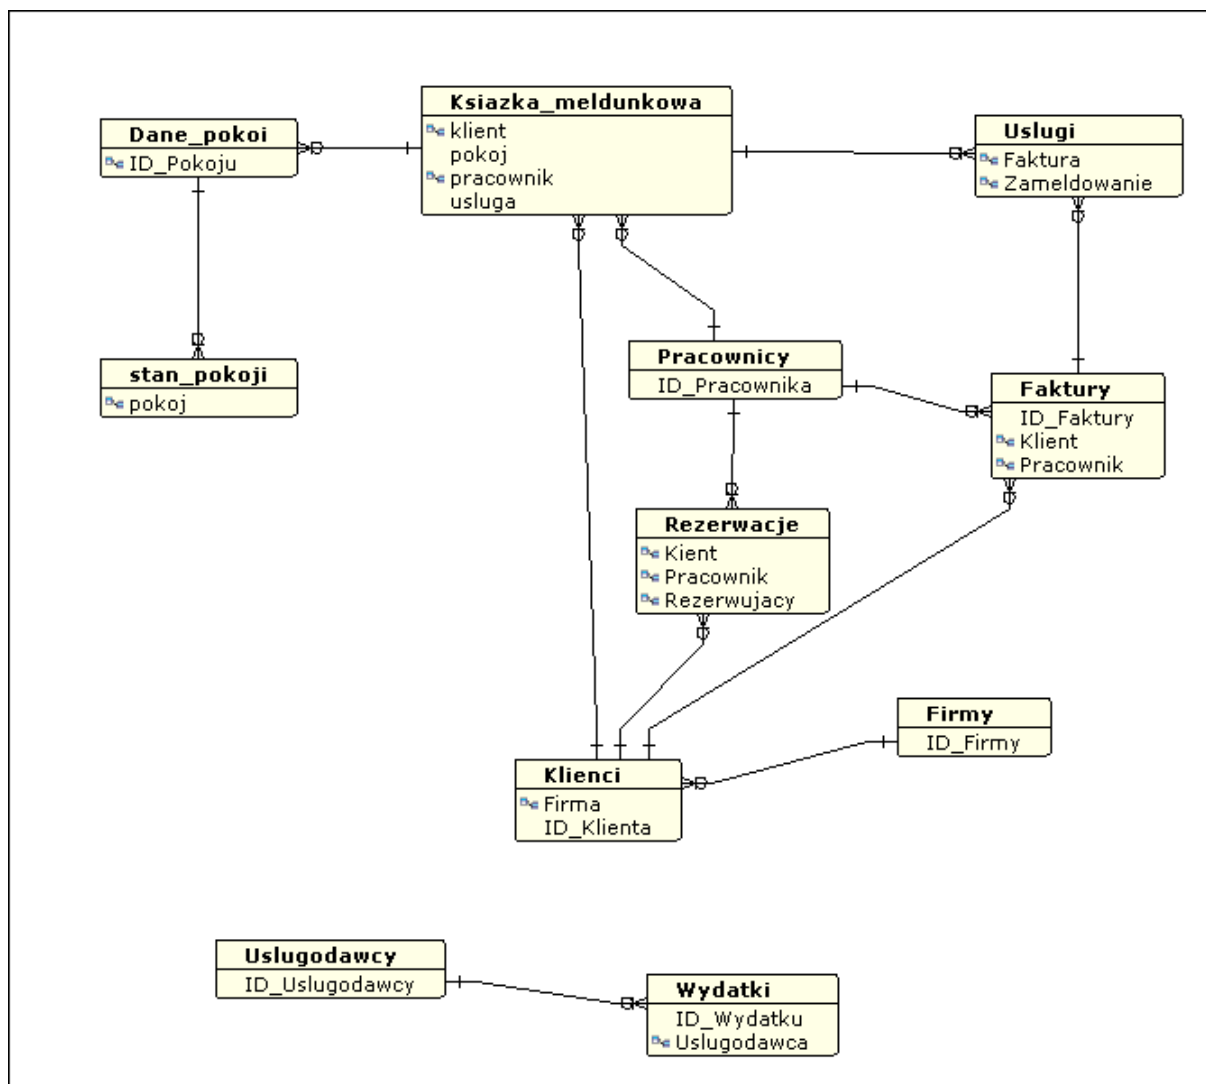 Ksiazka_meldunkowa
klient
pokoj
pracownik
usluga
Dane_pokoi
ID_Pokoju
Uslugi
Faktura
Zameldowanie
stan_pokoji
pokoj
Pracownicy
ID_Pracownika
Faktury
ID_Faktury
Klient
Pracownik
Rezerwacje
Kient
Pracownik
Rezerwujacy
Firmy
ID_Firmy
Klienci
Firma
ID_Klienta
Uslugodawcy
ID_Uslugodawcy
Wydatki
ID_Wydatku
Uslugodawca